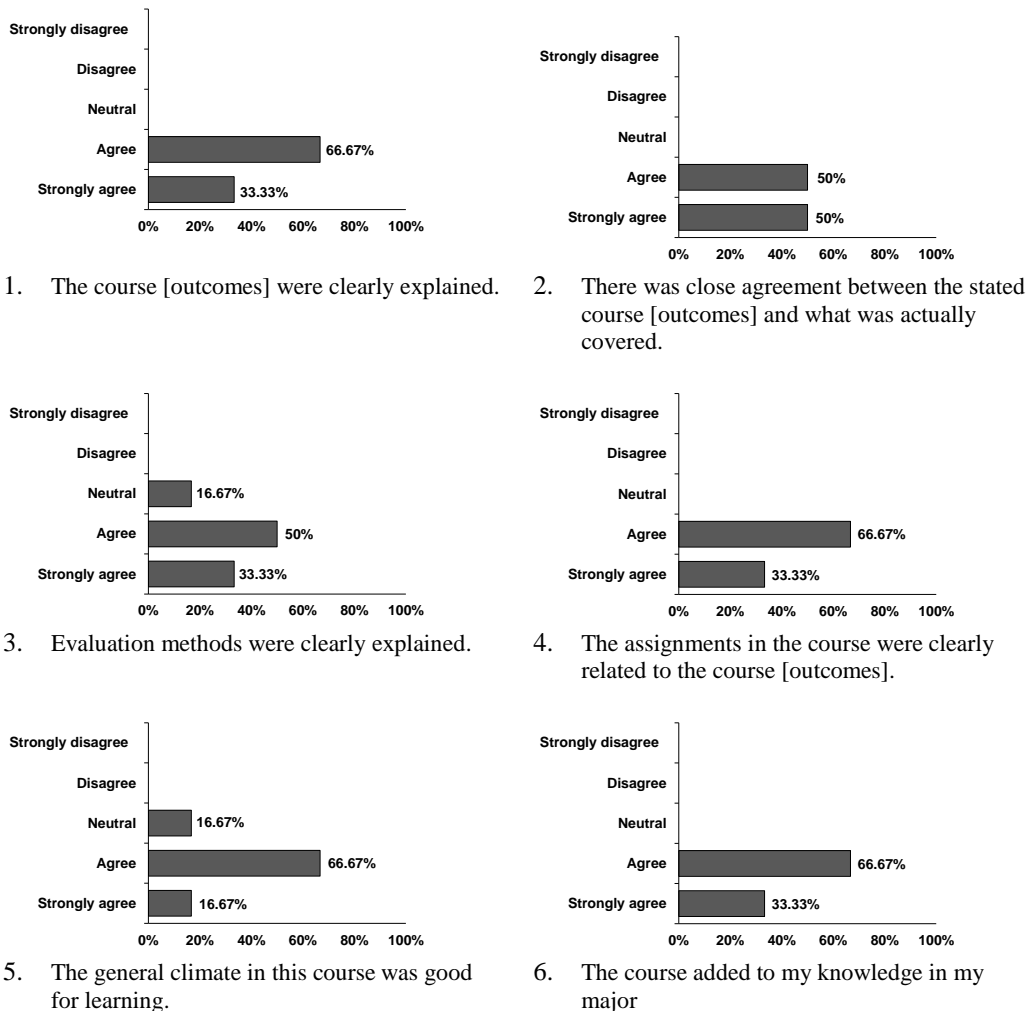 Strongly disagree
Disagree
Neutral
Agree 66.67%
Strongly agree 33.33%
0% 20% 40% 60% 80% 100%
1. The course [outcomes] were clearly explained.
Strongly disagree
Disagree
Neutral
Agree 50%
Strongly agree 50%
0% 20% 40% 60% 80% 100%
2. There was close agreement between the stated
course [outcomes] and what was actually
covered.
Strongly disagree
Disagree
Neutral 16.67%
Agree 50%
Strongly agree 33.33%
0% 20% 40% 60% 80% 100%
3. Evaluation methods were clearly explained.
Strongly disagree
Disagree
Neutral
Agree 66.67%
Strongly agree 33.33%
0% 20% 40% 60% 80% 100%
4. The assignments in the course were clearly
related to the course [outcomes].
Strongly disagree
Disagree
Neutral 16.67%
Agree 66.67%
Strongly agree 16.67%
0% 20% 40% 60% 80% 100%
5. The general climate in this course was good
for learning.
Strongly disagree
Disagree
Neutral
Agree 66.67%
Strongly agree 33.33%
0% 20% 40% 60% 80% 100%
6. The course added to my knowledge in my
major